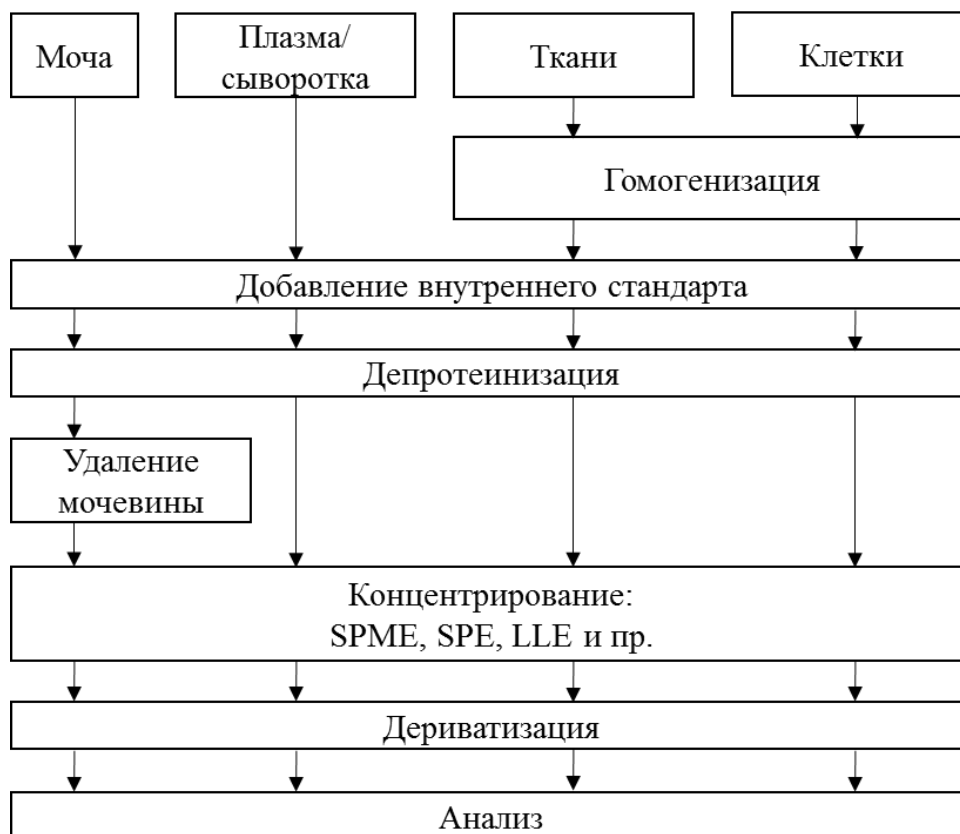 Моча
Плазма/
сыворотка
Ткани
Клетки
Гомогенизация
Добавление внутреннего стандарта
Депротеинизация
Удаление
мочевины
Концентрирование:
SPME, SPE, LLE и пр.
Дериватизация
Анализ